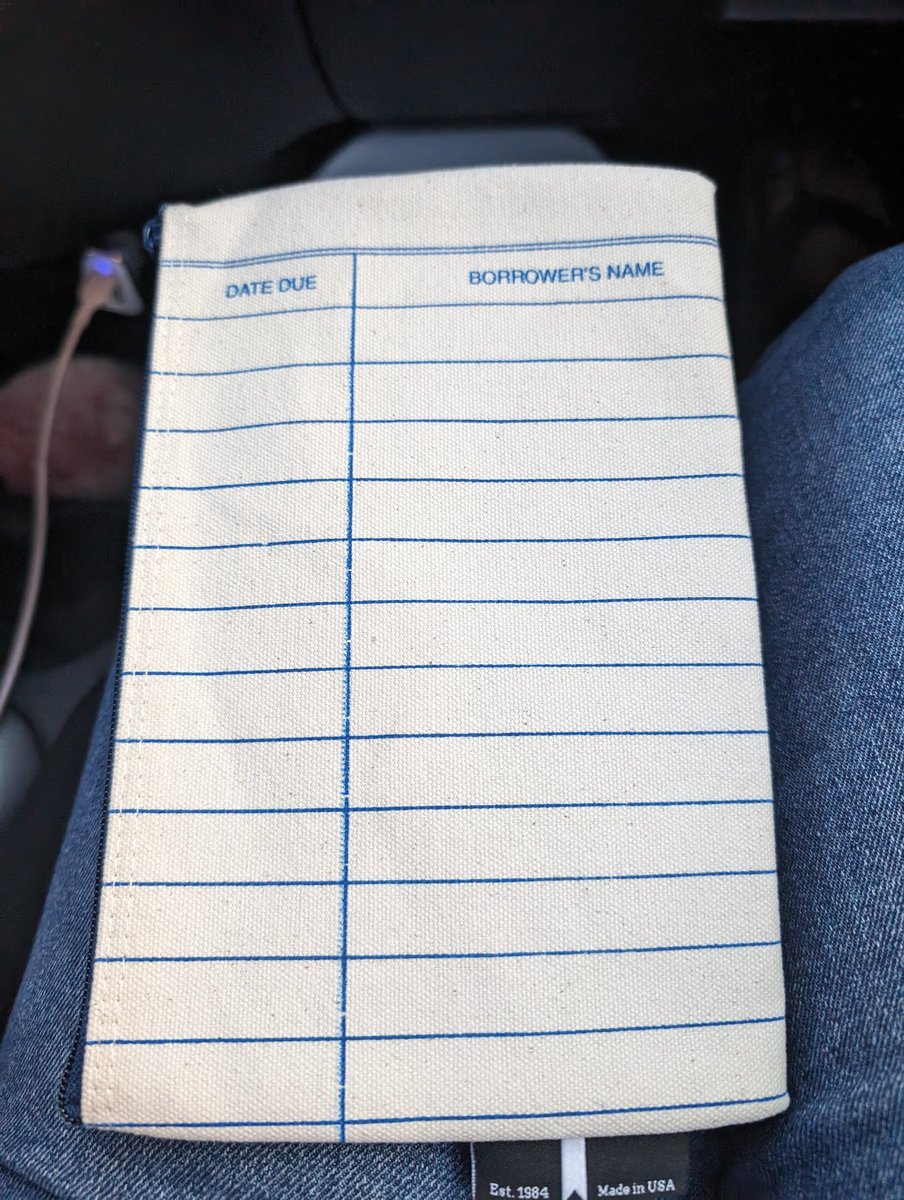 DATE DUE
BORROWER'S NAME
Est. 1984
Made in USA